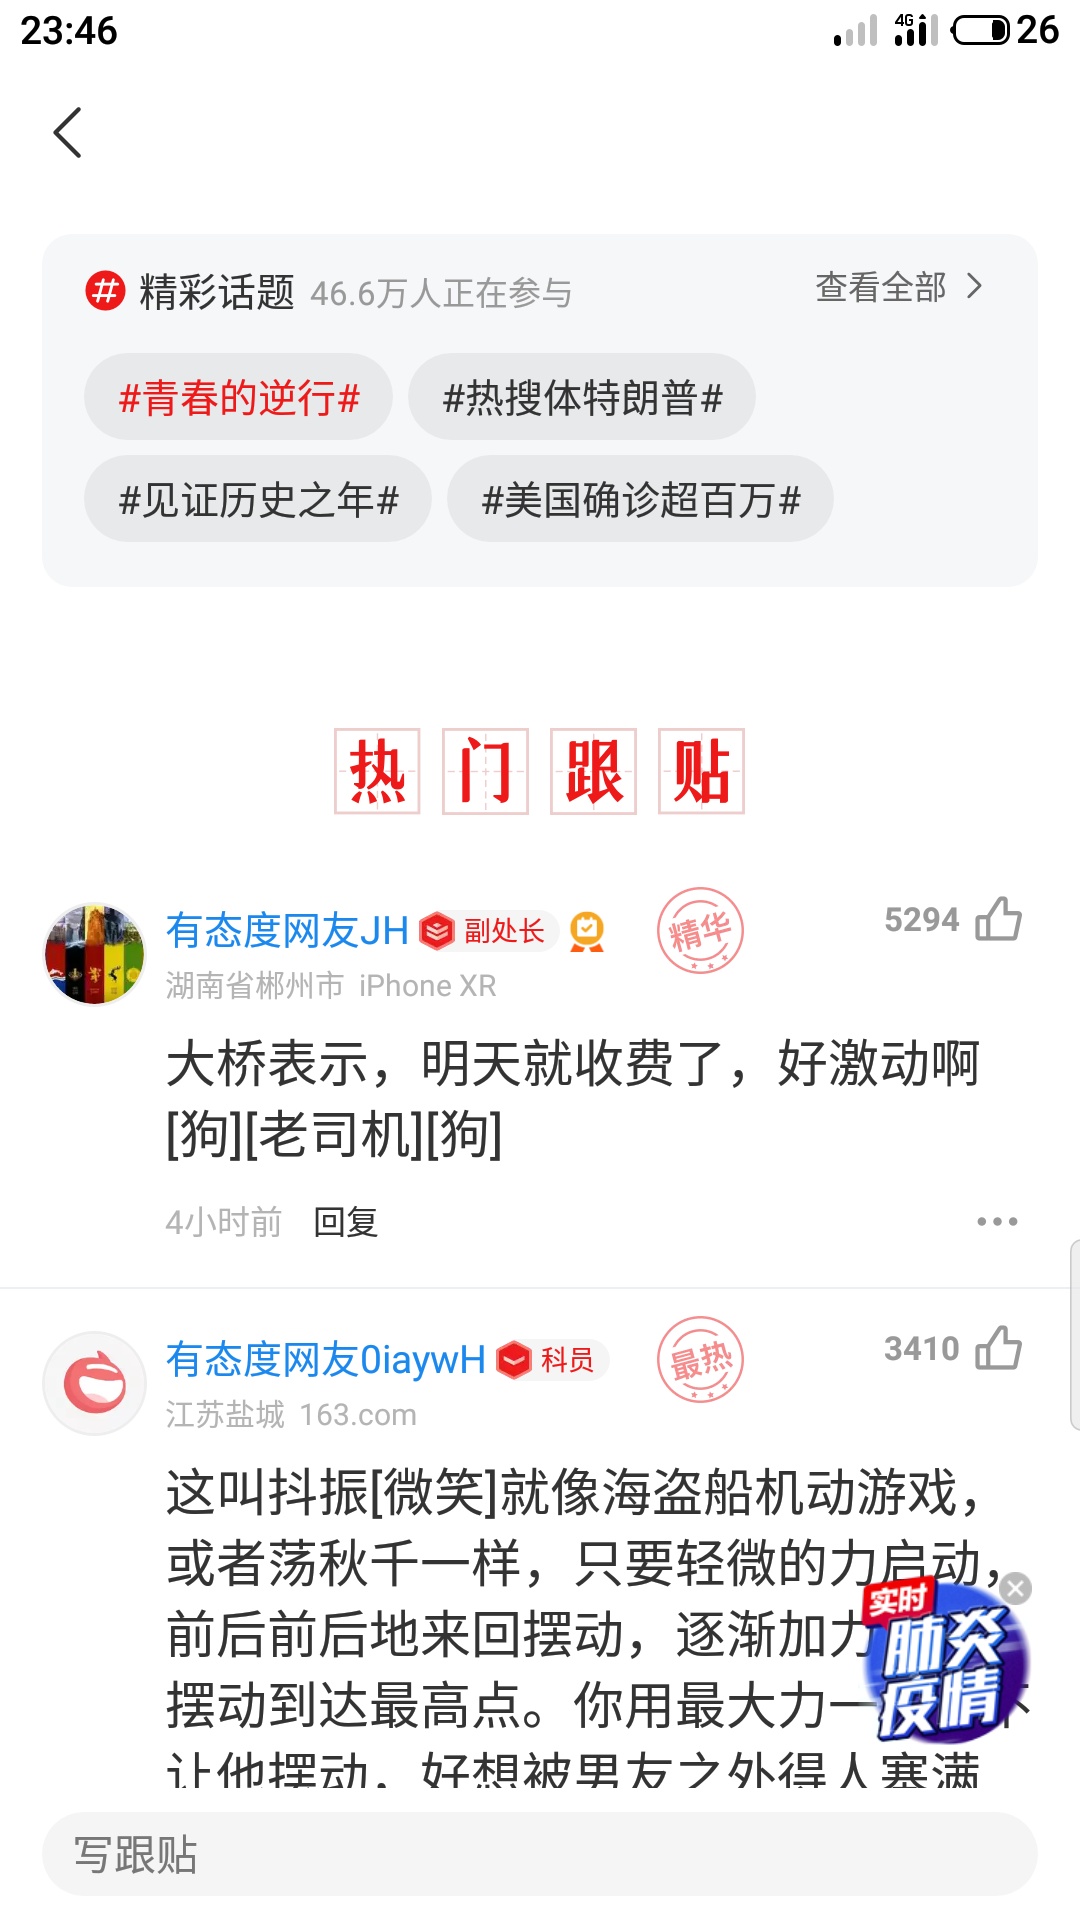 23:46
4G
26
精彩话题 46.6万人正在参与 查看全部
#青春的逆行# #热搜体特朗普#
#见证历史之年# #美国确诊超百万#
热门跟贴
有态度网友JH 副处长 精华 5294
湖南省郴州市 iPhone XR
大桥表示，明天就收费了，好激动啊
[狗][老司机][狗]
4小时前 回复
有态度网友0iaywH 科员 最热 3410
江苏盐城 163.com
这叫抖振[微笑]就像海盗船机动游戏，
或者荡秋千一样，只要轻微的力启动，
前后前后地来回摆动，逐渐加力
摆动到达最高点。你用最大力一
让他摆动，好想被男友之外得人塞满
实时
肺炎
疫情
写跟贴